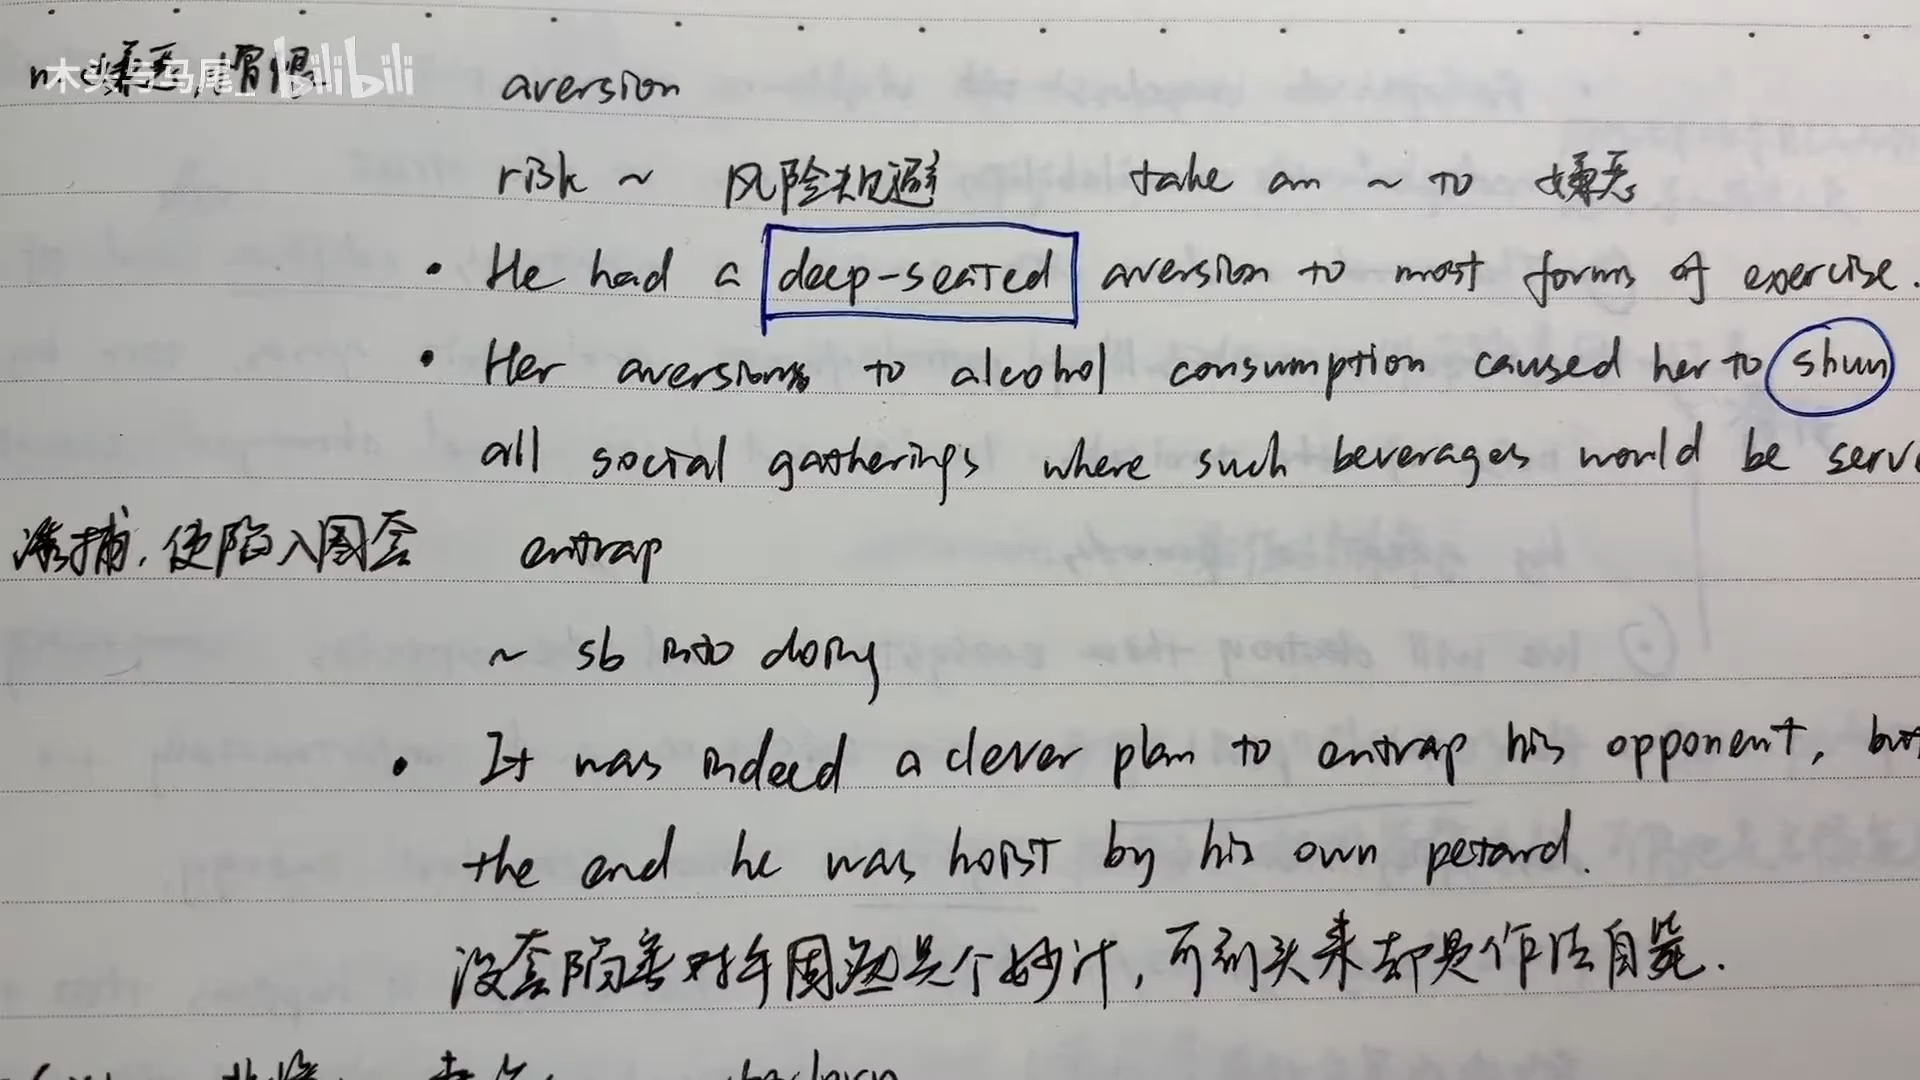 n. 嫌恶, 憎恨 aversion
木头与马尾_ bilibili
risk ~ 风险规避 take an ~ to 嫌恶
• He had a deep-seated aversion to most forms of exercise.
• Her aversions to alcohol consumption caused her to shun
all social gatherings where such beverages would be serve
诱捕, 使陷入圈套 entrap
~ sb into doing
• It was indeed a clever plan to entrap his opponent, but
the end he was hoist by his own petard.
设套陷害对手固然是个妙计, 可到头来却是作法自毙.